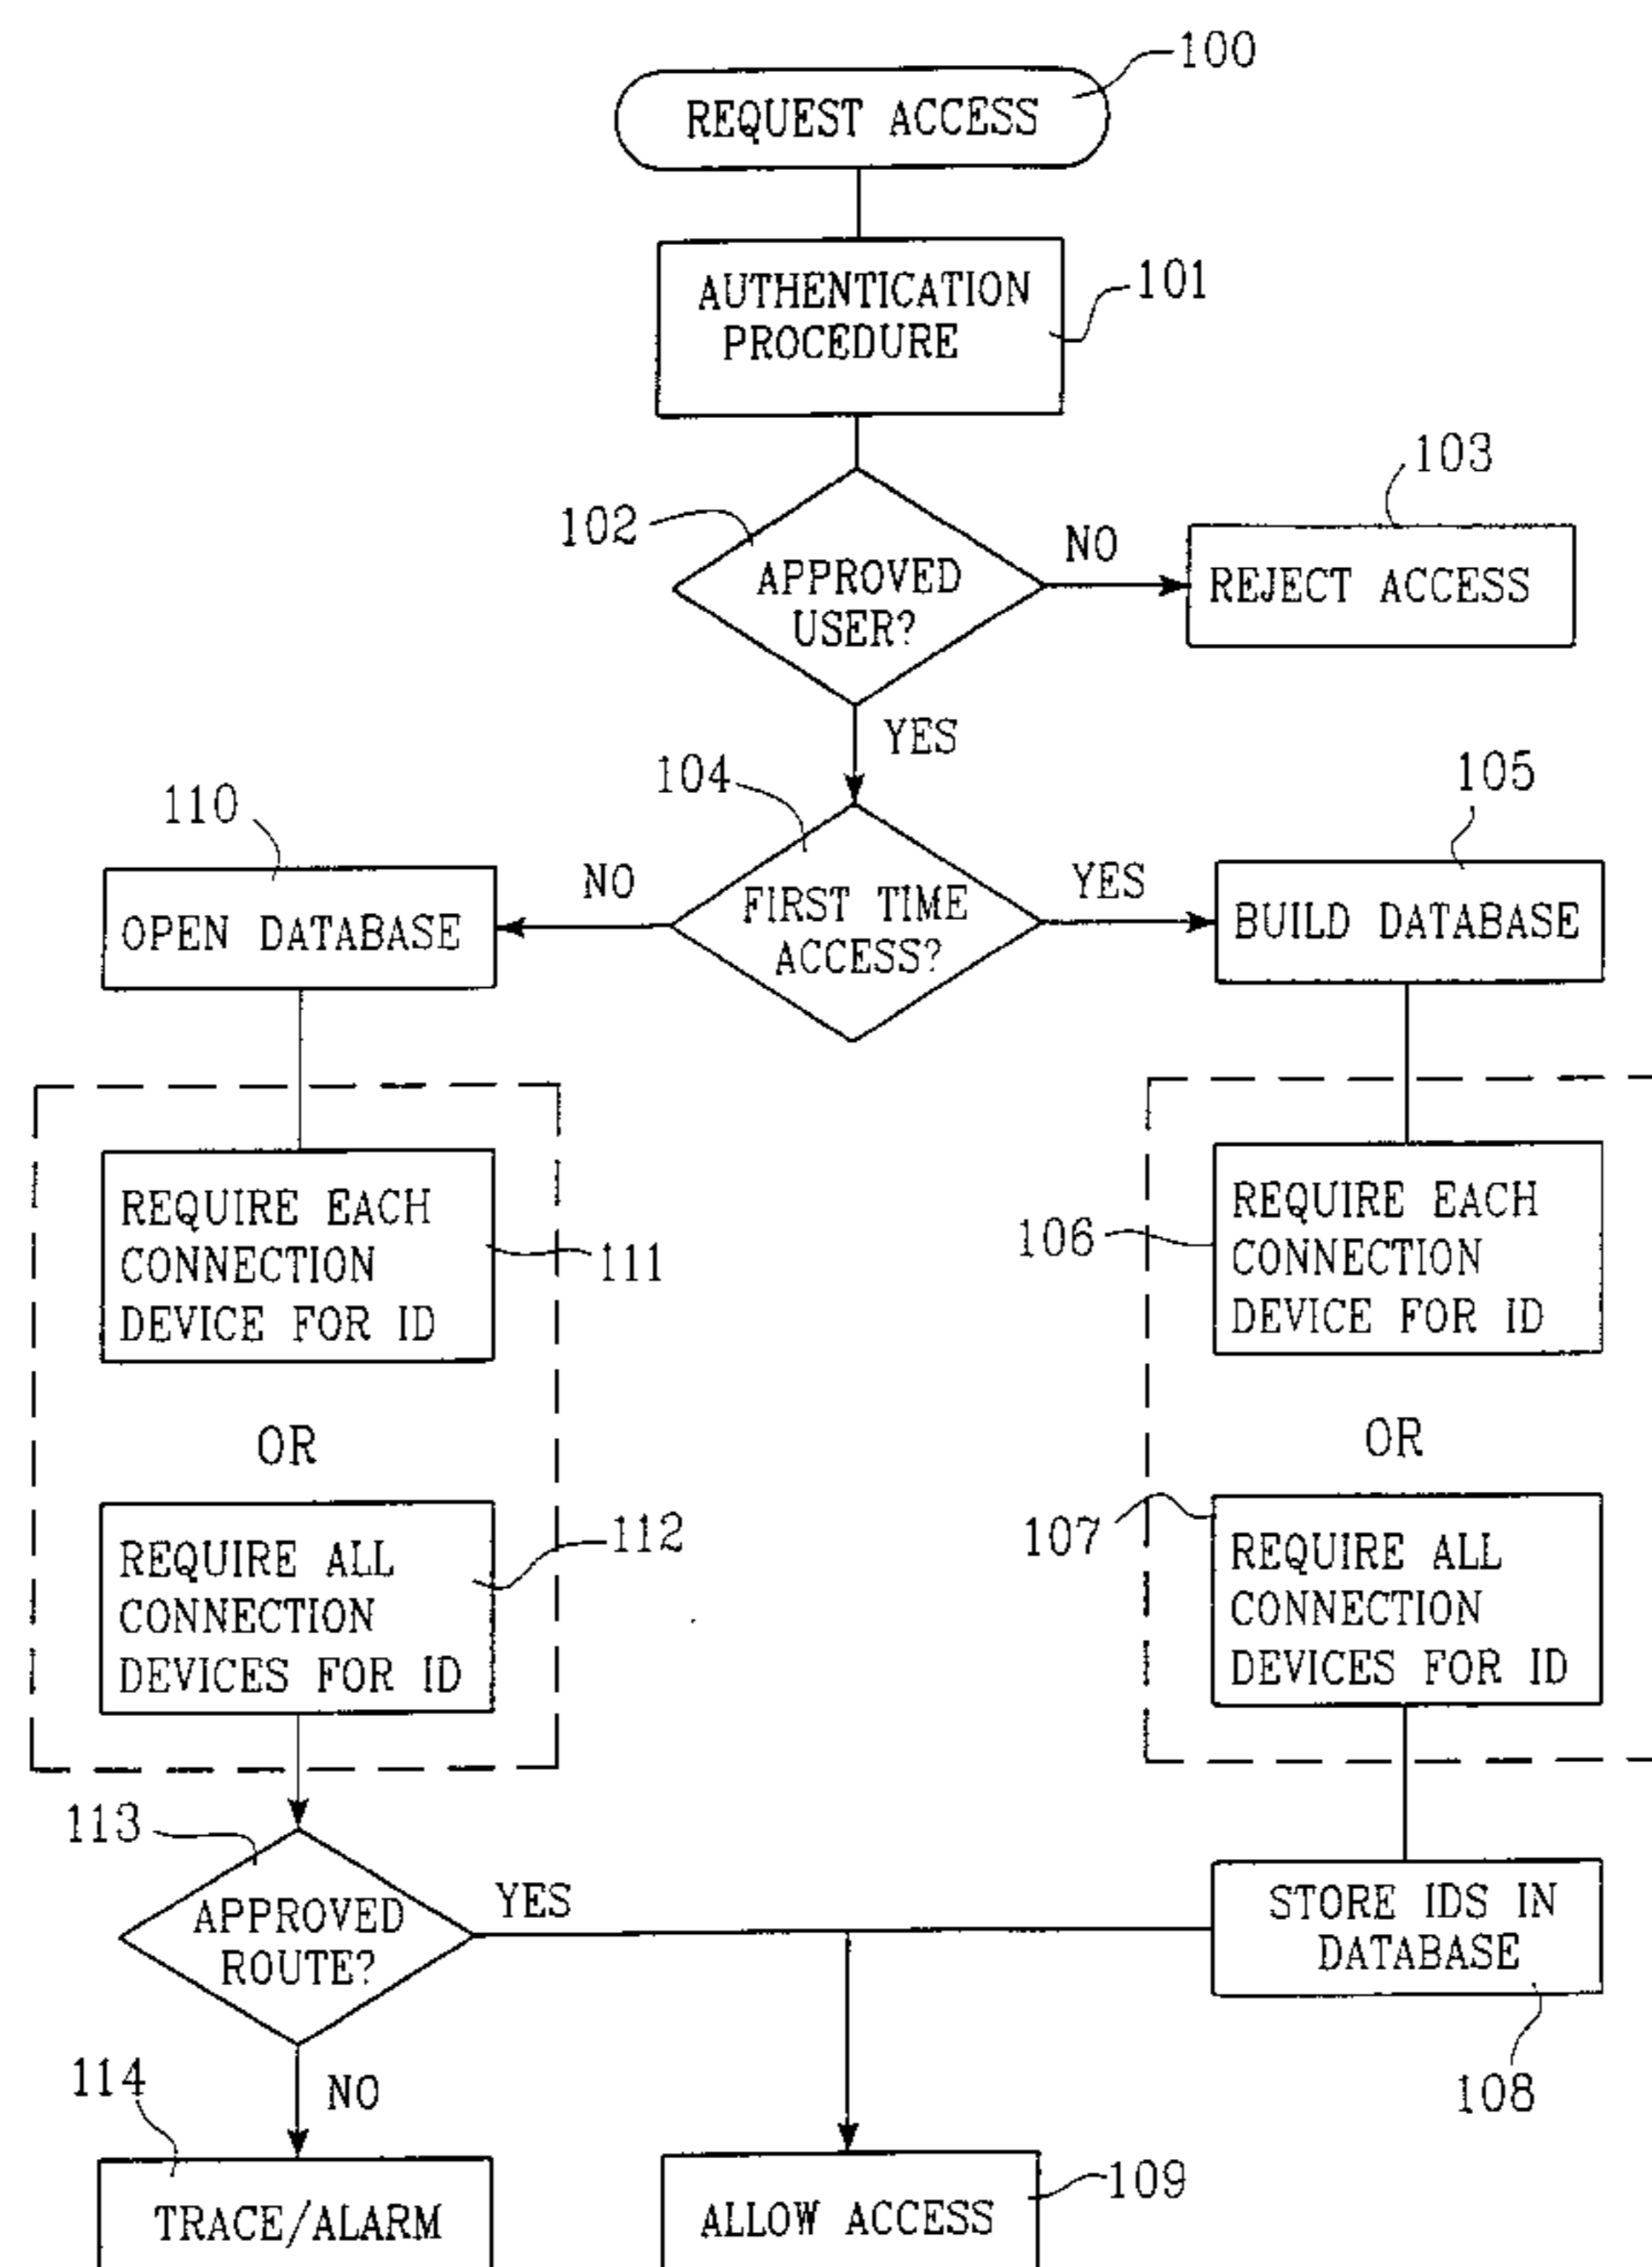 100
REQUEST ACCESS
AUTHENTICATION
PROCEDURE
101
102
APPROVED
USER?
NO
103
REJECT ACCESS
YES
104
FIRST TIME
ACCESS?
NO
110
OPEN DATABASE
YES
105
BUILD DATABASE
REQUIRE EACH
CONNECTION
DEVICE FOR ID
111
OR
REQUIRE ALL
CONNECTION
DEVICES FOR ID
112
106
REQUIRE EACH
CONNECTION
DEVICE FOR ID
OR
107
REQUIRE ALL
CONNECTION
DEVICES FOR ID
113
APPROVED
ROUTE?
YES
STORE IDS IN
DATABASE
108
NO
114
TRACE/ALARM
ALLOW ACCESS
109